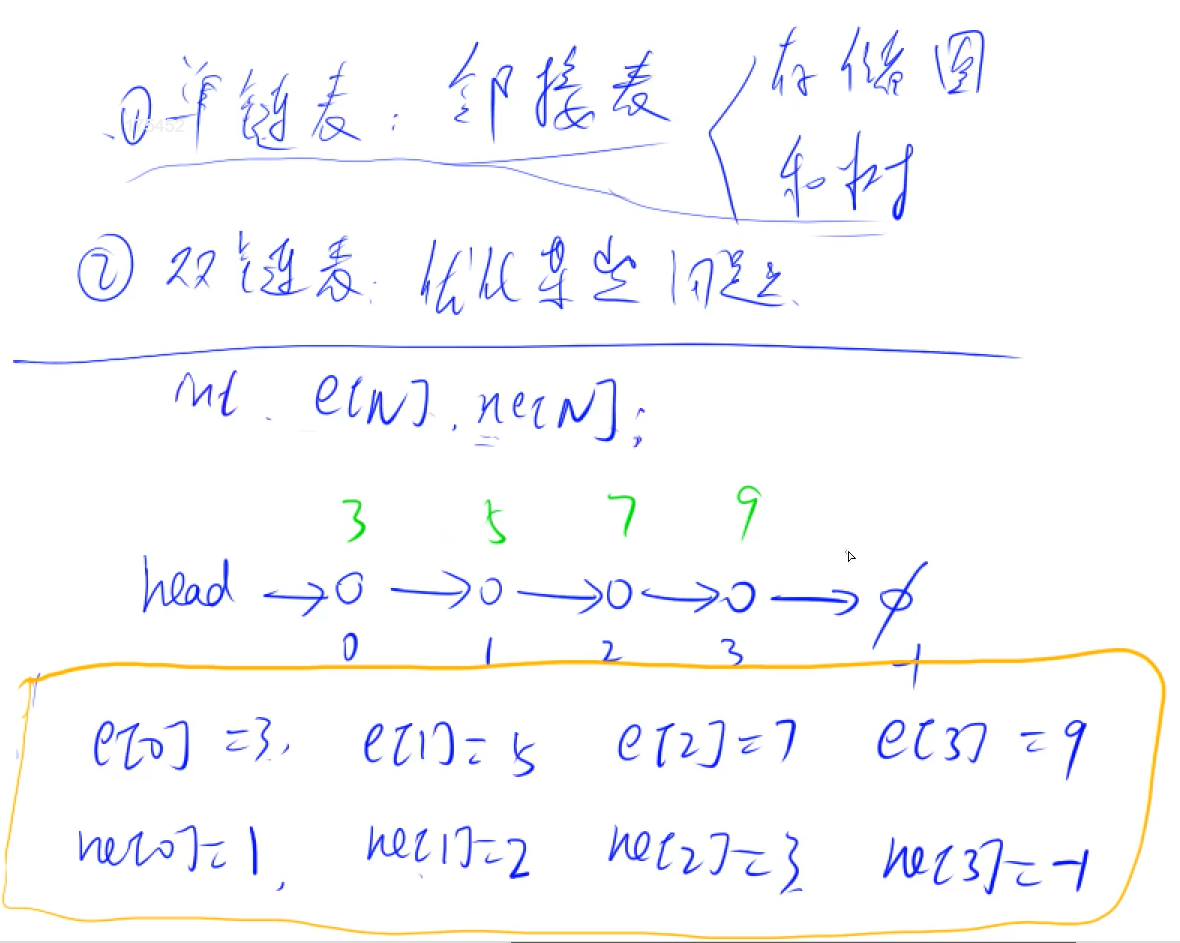 ①单链表：邻接表 存储图
和树
②双链表：优化某些问题
int e[N], ne[N];
3 5 7 9
head → O → O → O → O → ∅
0 1 2 3 -1
e[0]=3, e[1]=5 e[2]=7 e[3]=9
ne[0]=1, ne[1]=2 ne[2]=3 ne[3]=-1